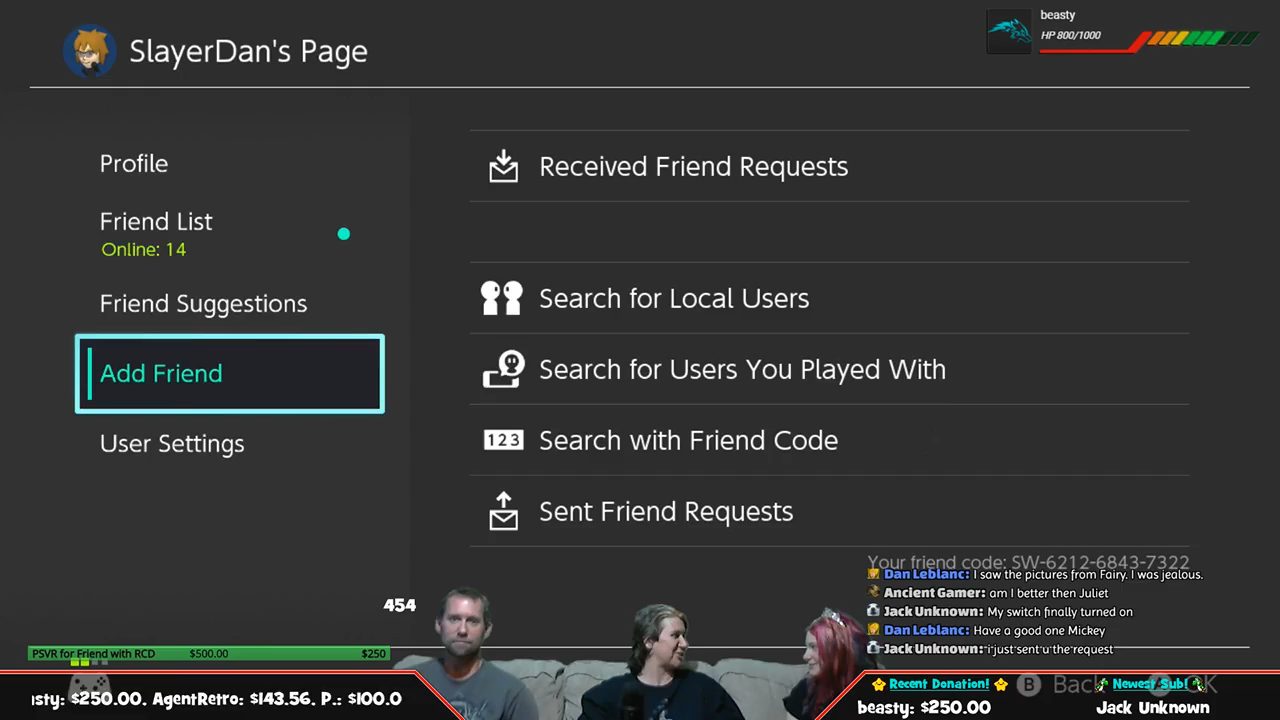 SlayerDan's Page
beasty
HP 800/1000
Profile
Friend List
Online: 14
Friend Suggestions
Add Friend
User Settings
Received Friend Requests
Search for Local Users
Search for Users You Played With
123 Search with Friend Code
Sent Friend Requests
Your friend code: SW-6212-6843-7322
Dan Leblanc: I saw the pictures from Fairy. I was jealous.
Ancient Gamer: am I better then Juliet
Jack Unknown: My switch finally turned on
Dan Leblanc: Have a good one Mickey
Jack Unknown: i just sent u the request
454
PSVR for Friend with RCD $500.00 $250
isty: $250.00. AgentRetro: $143.56. P.: $100.0
Recent Donation!
beasty: $250.00
B Back
OK
Newest Sub!
Jack Unknown